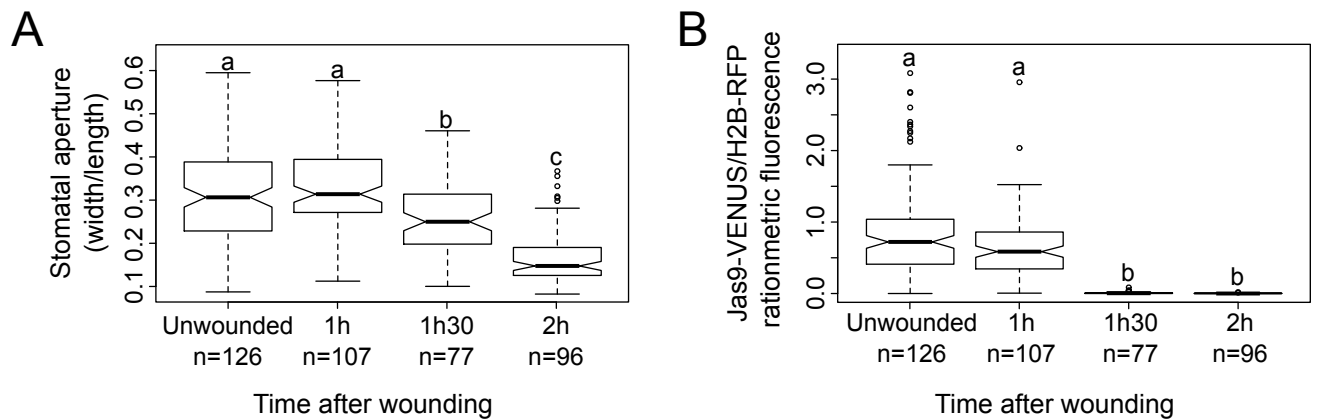 A
Stomatal aperture
(width/length)
0.1 0.2 0.3 0.4 0.5 0.6
a
a
b
c
Unwounded 1h 1h30 2h
n=126 n=107 n=77 n=96
Time after wounding
B
Jas9-VENUS/H2B-RFP
rationmetric fluorescence
0.0 1.0 2.0 3.0
a
a
b
b
Unwounded 1h 1h30 2h
n=126 n=107 n=77 n=96
Time after wounding